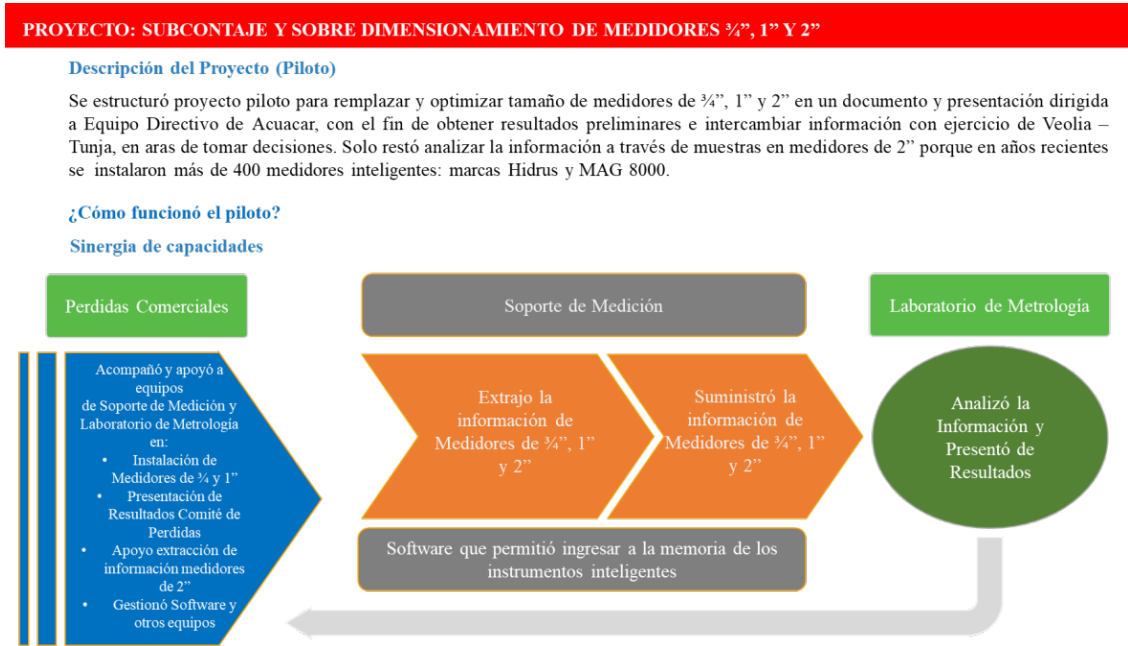 PROYECTO: SUBCONTAJE Y SOBRE DIMENSIONAMIENTO DE MEDIDORES ¾”, 1” Y 2”
Descripción del Proyecto (Piloto)
Se estructuró proyecto piloto para remplazar y optimizar tamaño de medidores de ¾”, 1” y 2” en un documento y presentación dirigida
a Equipo Directivo de Acuacar, con el fin de obtener resultados preliminares e intercambiar información con ejercicio de Veolia –
Tunja, en aras de tomar decisiones. Solo restó analizar la información a través de muestras en medidores de 2” porque en años recientes
se instalaron más de 400 medidores inteligentes: marcas Hidrus y MAG 8000.
¿Cómo funcionó el piloto?
Sinergia de capacidades
Perdidas Comerciales
Acompañó y apoyó a
equipos
de Soporte de Medición y
Laboratorio de Metrología
en:
• Instalación de
Medidores de ¾ y 1”
• Presentación de
Resultados Comité de
Perdidas
• Apoyo extracción de
información medidores
de 2”
• Gestionó Software y
otros equipos
Soporte de Medición
Extrajo la
información de
Medidores de ¾”, 1”
y 2”
Suministró la
información de
Medidores de ¾”, 1”
y 2”
Software que permitió ingresar a la memoria de los
instrumentos inteligentes
Laboratorio de Metrología
Analizó la
Información y
Presentó de
Resultados